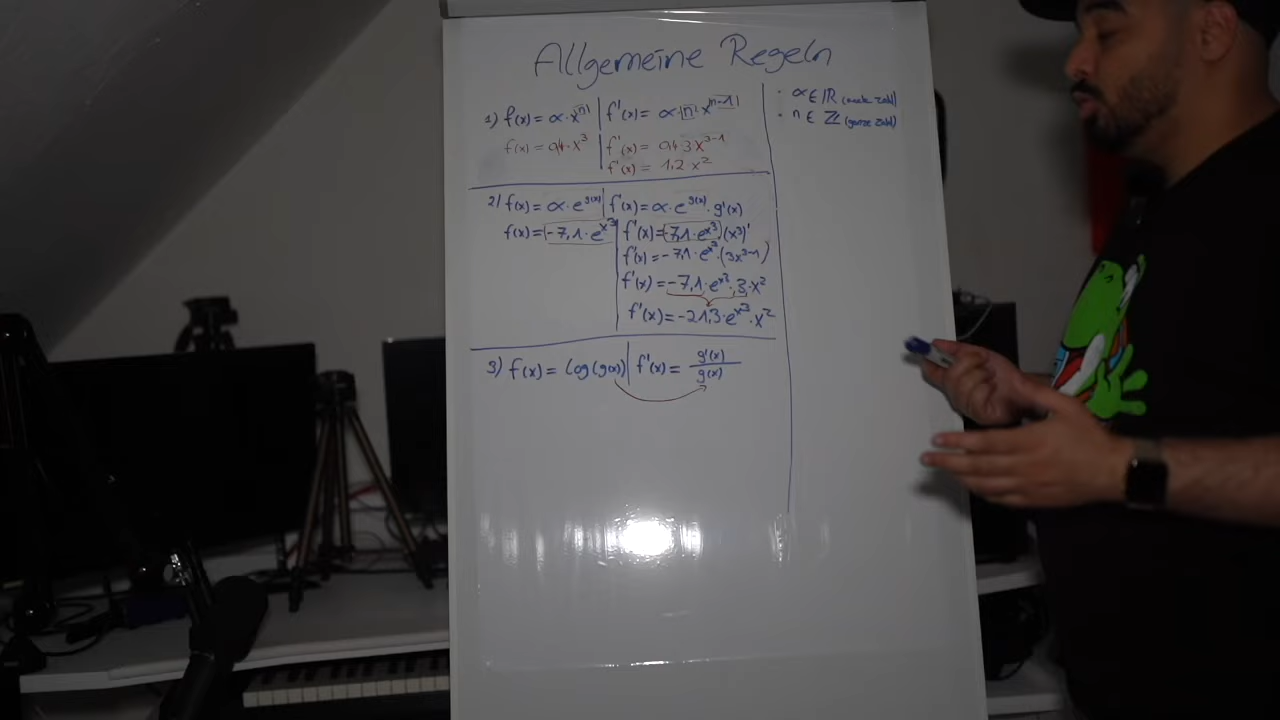 Allgemeine Regeln
1) f(x) = α · x^n | f'(x) = α · n · x^(n-1)
f(x) = 0,4 · x^3 | f'(x) = 0,4 · 3 x^(3-1)
f'(x) = 1,2 · x^2
2) f(x) = α · e^g(x) | f'(x) = α · e^g(x) · g'(x)
f(x) = -7,1 · e^x^3 | f'(x) = -7,1 · e^x^3 · (x^3)'
f'(x) = -7,1 · e^x^3 · (3x^(3-1))
f'(x) = -7,1 · e^x^3 · 3 · x^2
f'(x) = -21,3 · e^x^3 · x^2
3) f(x) = log(g(x)) | f'(x) = g'(x) / g(x)
· α ∈ ℝ (reelle Zahl)
· n ∈ ℤ (ganze Zahl)